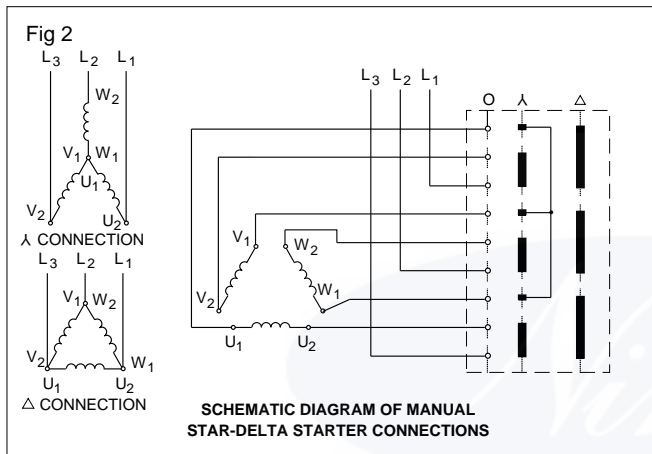 Fig 2
L3 L2 L1
W2
V1 W1
U1
V2 U2
⅄ CONNECTION
L3 L2 L1
V1 W2
V2 W1
U1 U2
△ CONNECTION
L3 L2 L1
O ⅄ △
V1 W2
V2 W1
U1 U2
SCHEMATIC DIAGRAM OF MANUAL
STAR-DELTA STARTER CONNECTIONS